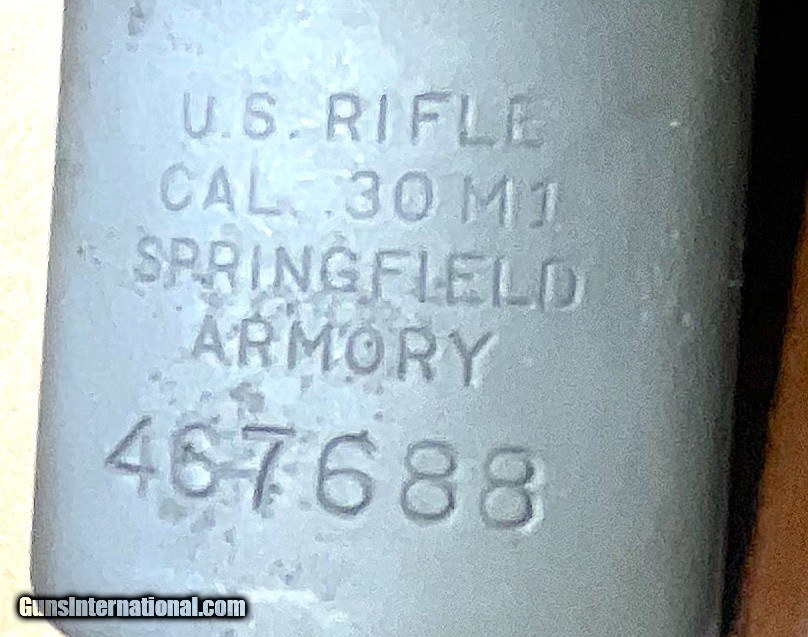 U.S. RIFLE
CAL. .30 M1
SPRINGFIELD
ARMORY
467688
GunsInternational.com